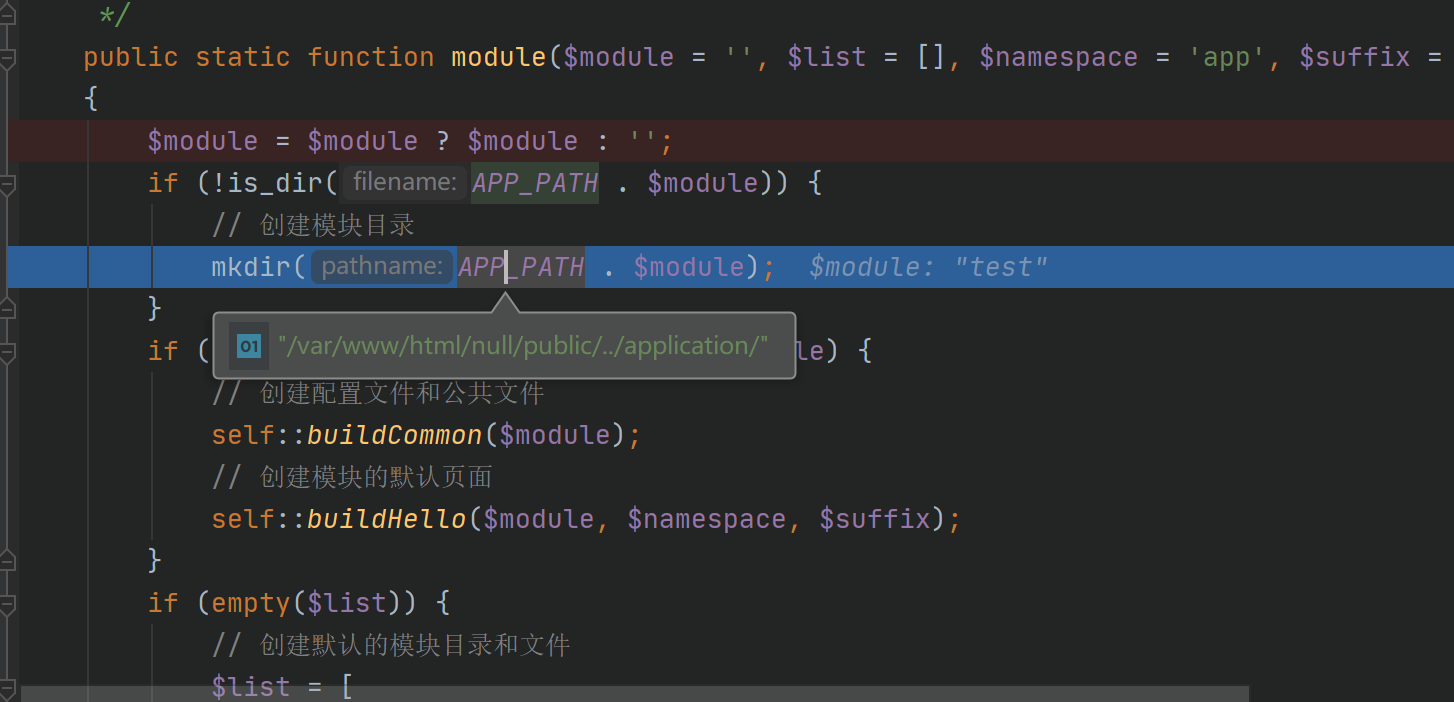 */
public static function module($module = '', $list = [], $namespace = 'app', $suffix =
{
$module = $module ? $module : '';
if (!is_dir( filename: APP_PATH . $module)) {
// 创建模块目录
mkdir( pathname: APP_PATH . $module); $module: "test"
}
if ( le) {
01 "/var/www/html/null/public/../application/"
// 创建配置文件和公共文件
self::buildCommon($module);
// 创建模块的默认页面
self::buildHello($module, $namespace, $suffix);
}
if (empty($list)) {
// 创建默认的模块目录和文件
$list = [